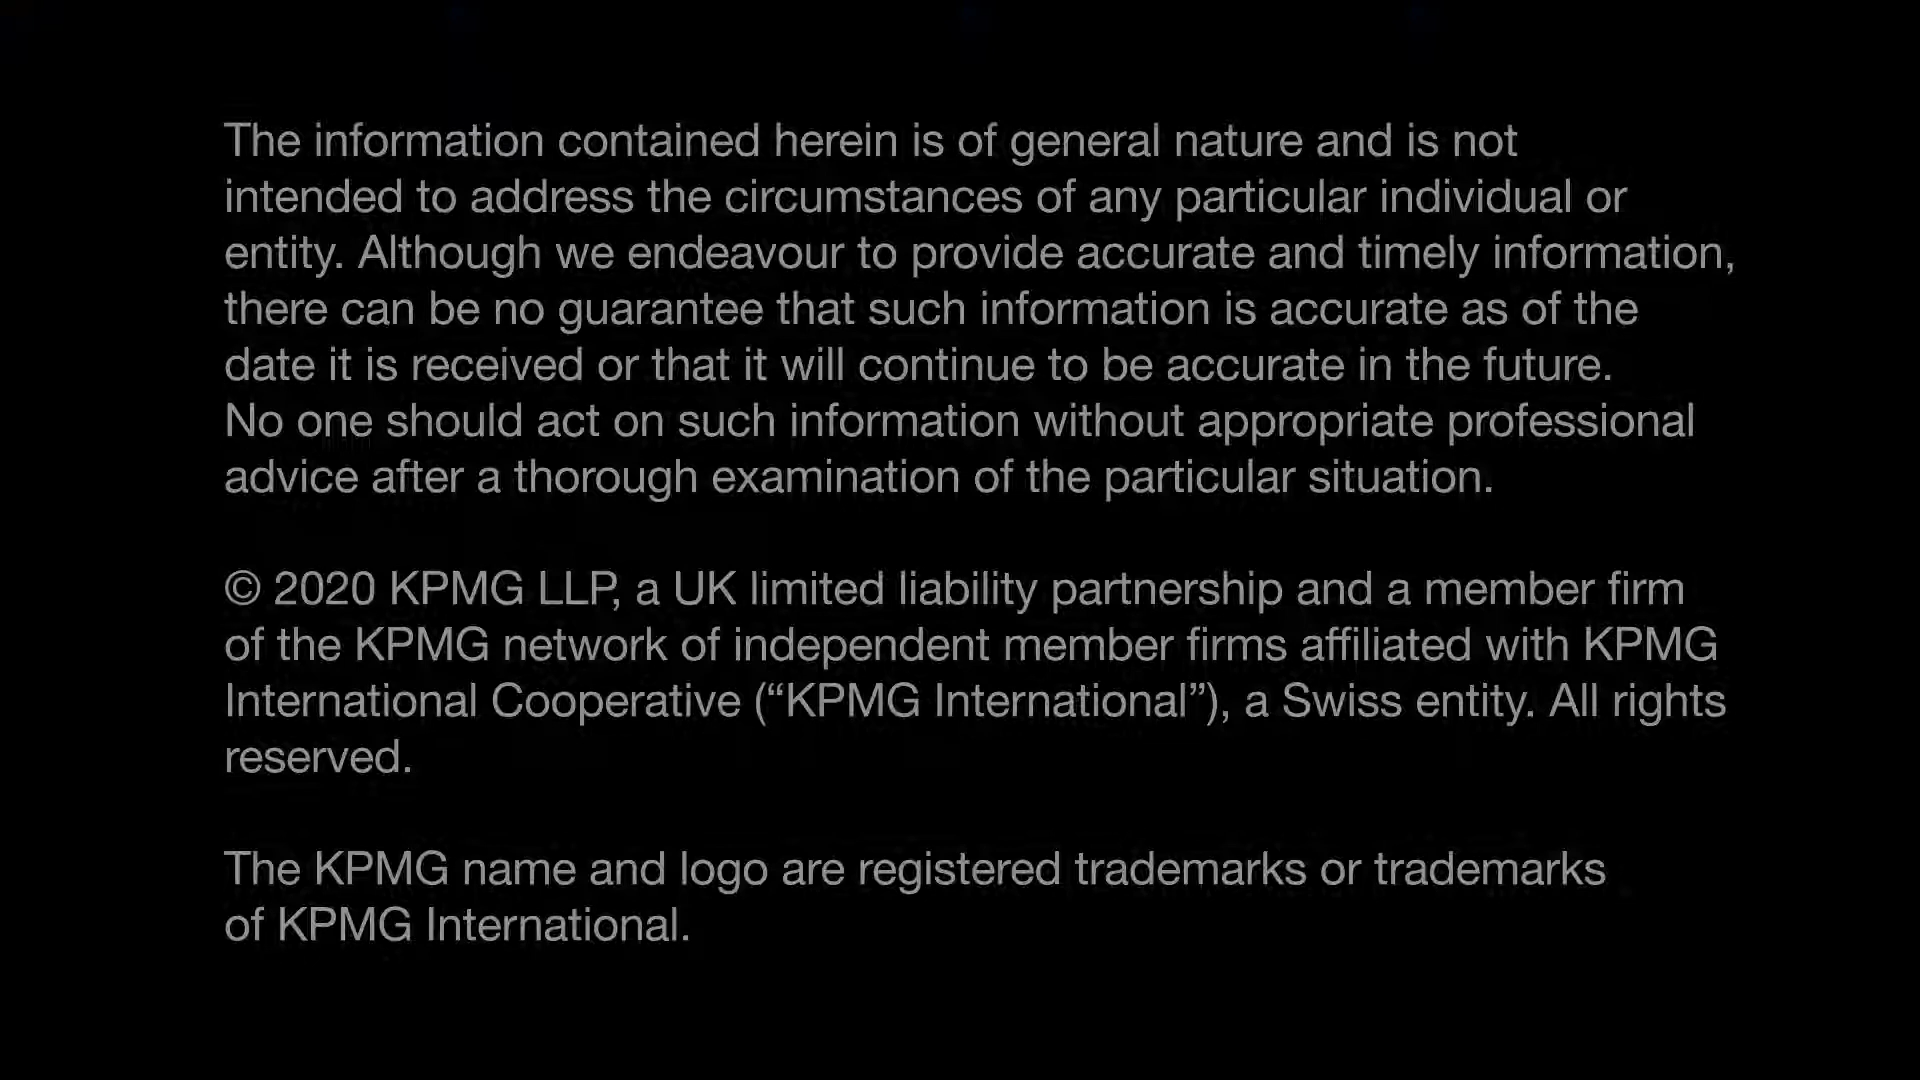 The information contained herein is of general nature and is not
intended to address the circumstances of any particular individual or
entity. Although we endeavour to provide accurate and timely information,
there can be no guarantee that such information is accurate as of the
date it is received or that it will continue to be accurate in the future.
No one should act on such information without appropriate professional
advice after a thorough examination of the particular situation.
© 2020 KPMG LLP, a UK limited liability partnership and a member firm
of the KPMG network of independent member firms affiliated with KPMG
International Cooperative (“KPMG International”), a Swiss entity. All rights
reserved.
The KPMG name and logo are registered trademarks or trademarks
of KPMG International.